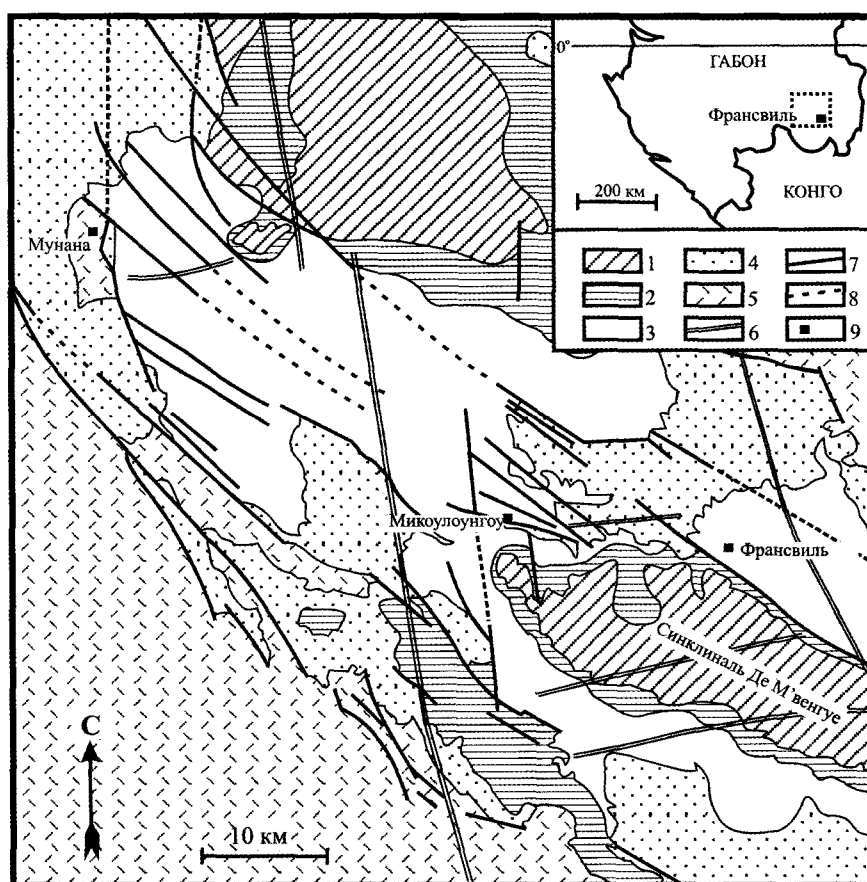 0°
ГАБОН
Франсвиль
200 км
КОНГО
1 4 7
2 5 8
3 6 9
Мунана
Микоулоунгоу
Франсвиль
Синклиналь Де М'венгуе
С
10 км